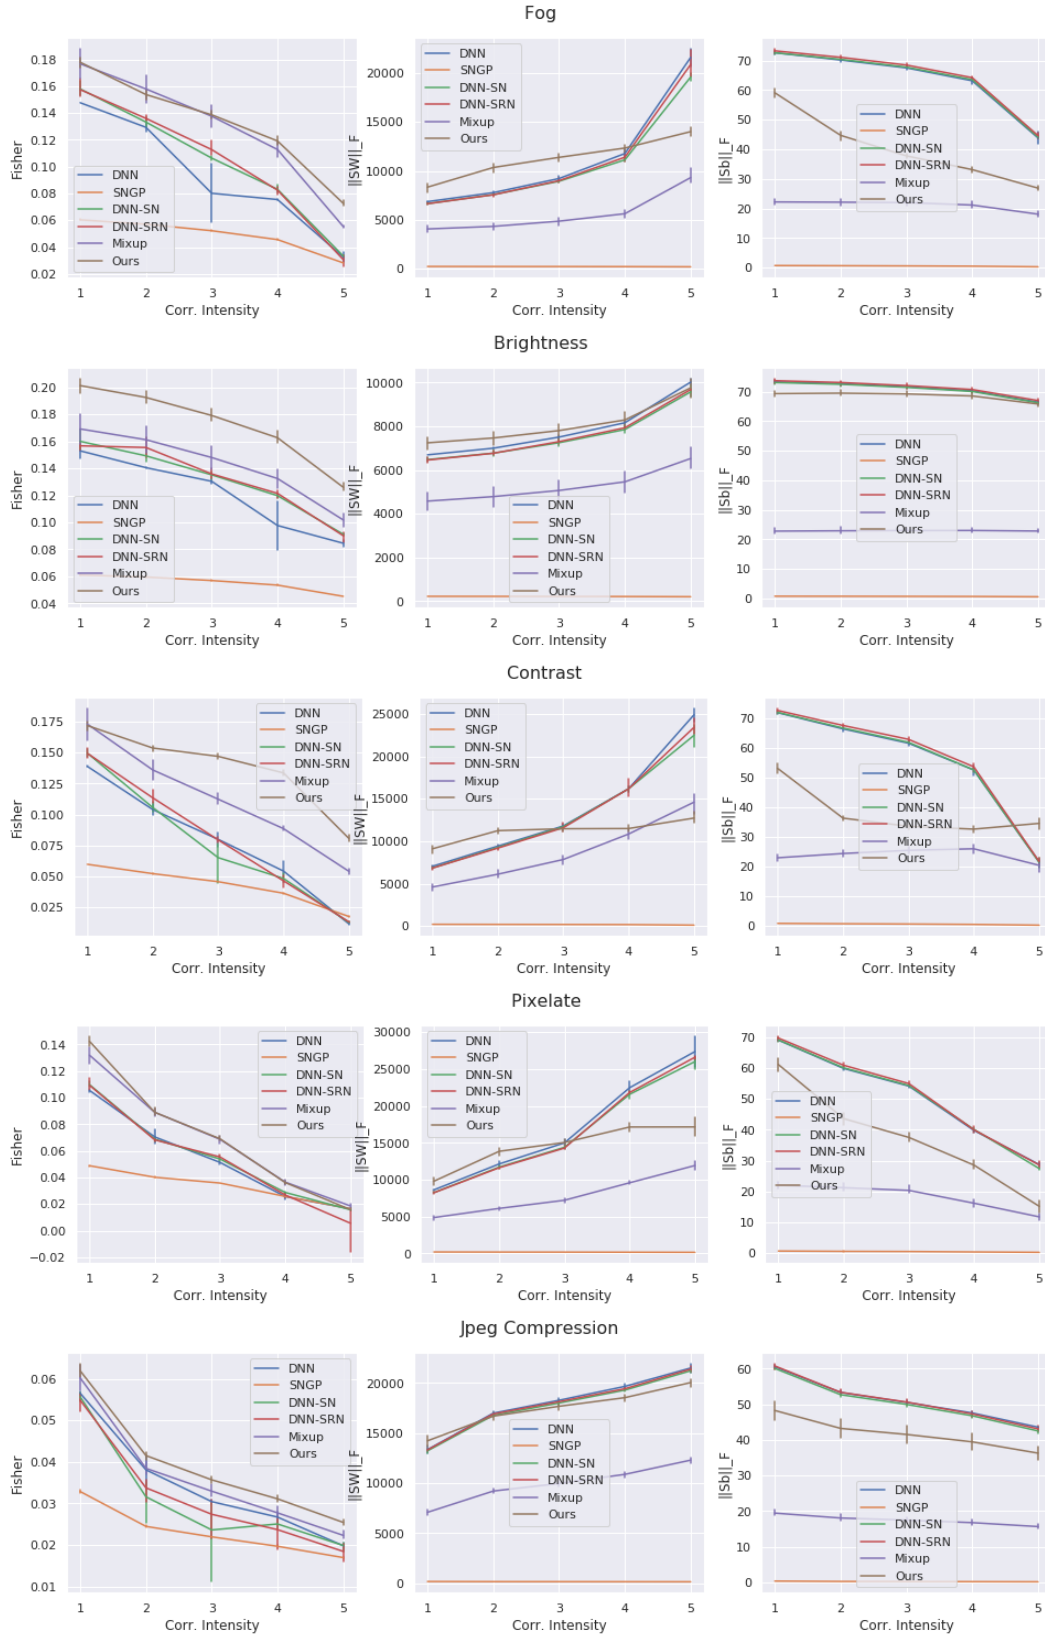 Fog
Fisher
0.18
0.16
0.14
0.12
0.10
0.08
0.06
0.04
0.02
DNN
SNGP
DNN-SN
DNN-SRN
Mixup
Ours
1 2 3 4 5
Corr. Intensity
||SW||_F
20000
15000
10000
5000
0
DNN
SNGP
DNN-SN
DNN-SRN
Mixup
Ours
1 2 3 4 5
Corr. Intensity
||Sb||_F
70
60
50
40
30
20
10
0
DNN
SNGP
DNN-SN
DNN-SRN
Mixup
Ours
1 2 3 4 5
Corr. Intensity
Brightness
Fisher
0.20
0.18
0.16
0.14
0.12
0.10
0.08
0.06
0.04
DNN
SNGP
DNN-SN
DNN-SRN
Mixup
Ours
1 2 3 4 5
Corr. Intensity
||SW||_F
10000
8000
6000
4000
2000
0
DNN
SNGP
DNN-SN
DNN-SRN
Mixup
Ours
1 2 3 4 5
Corr. Intensity
||Sb||_F
70
60
50
40
30
20
10
0
DNN
SNGP
DNN-SN
DNN-SRN
Mixup
Ours
1 2 3 4 5
Corr. Intensity
Contrast
Fisher
0.175
0.150
0.125
0.100
0.075
0.050
0.025
DNN
SNGP
DNN-SN
DNN-SRN
Mixup
Ours
1 2 3 4 5
Corr. Intensity
||SW||_F
25000
20000
15000
10000
5000
0
DNN
SNGP
DNN-SN
DNN-SRN
Mixup
Ours
1 2 3 4 5
Corr. Intensity
||Sb||_F
70
60
50
40
30
20
10
0
DNN
SNGP
DNN-SN
DNN-SRN
Mixup
Ours
1 2 3 4 5
Corr. Intensity
Pixelate
Fisher
0.14
0.12
0.10
0.08
0.06
0.04
0.02
0.00
−0.02
DNN
SNGP
DNN-SN
DNN-SRN
Mixup
Ours
1 2 3 4 5
Corr. Intensity
||SW||_F
30000
25000
20000
15000
10000
5000
0
DNN
SNGP
DNN-SN
DNN-SRN
Mixup
Ours
1 2 3 4 5
Corr. Intensity
||Sb||_F
70
60
50
40
30
20
10
0
DNN
SNGP
DNN-SN
DNN-SRN
Mixup
Ours
1 2 3 4 5
Corr. Intensity
Jpeg Compression
Fisher
0.06
0.05
0.04
0.03
0.02
0.01
DNN
SNGP
DNN-SN
DNN-SRN
Mixup
Ours
1 2 3 4 5
Corr. Intensity
||SW||_F
20000
15000
10000
5000
0
DNN
SNGP
DNN-SN
DNN-SRN
Mixup
Ours
1 2 3 4 5
Corr. Intensity
||Sb||_F
60
50
40
30
20
10
0
DNN
SNGP
DNN-SN
DNN-SRN
Mixup
Ours
1 2 3 4 5
Corr. Intensity